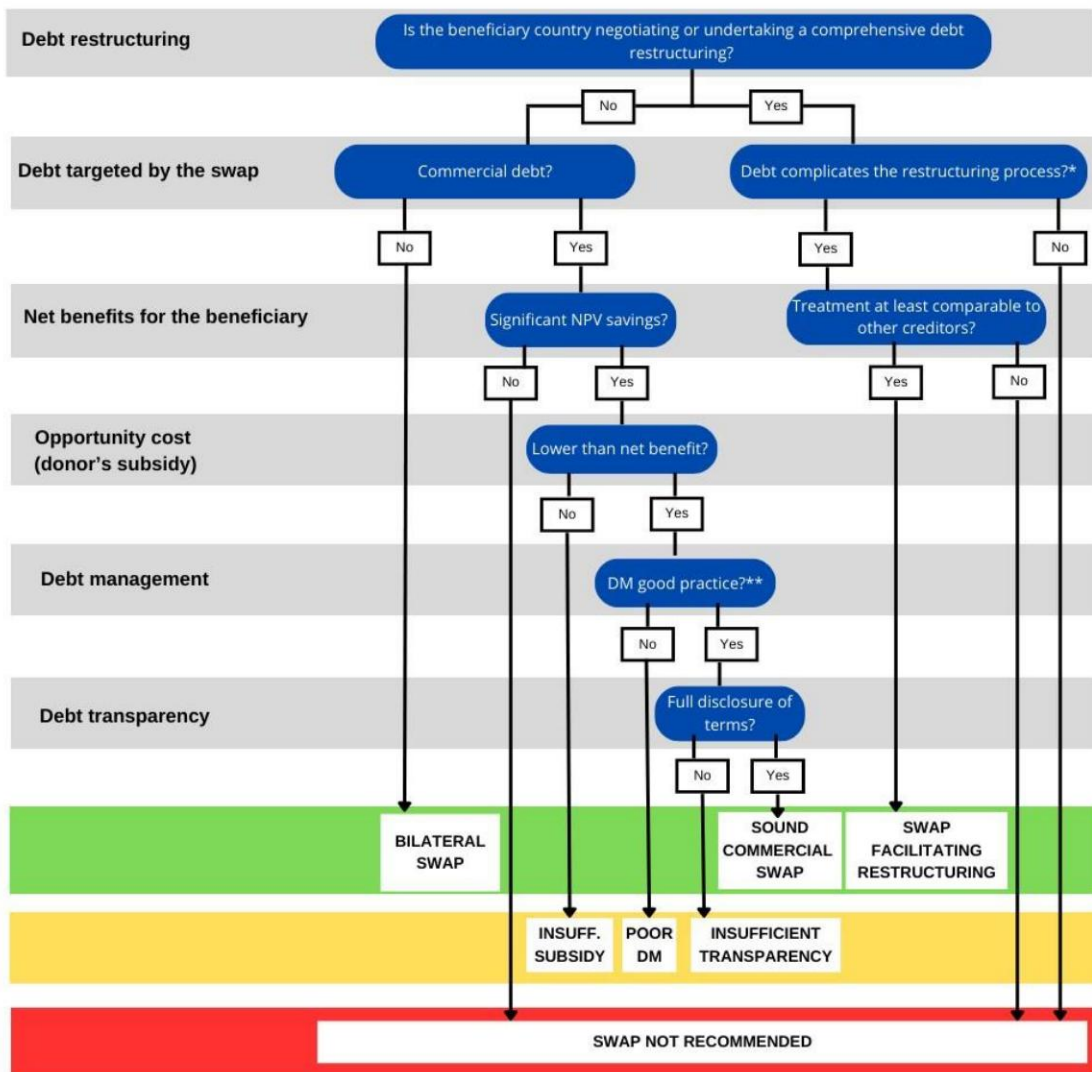 Debt restructuring
Is the beneficiary country negotiating or undertaking a comprehensive debt
restructuring?
No
Yes
Debt targeted by the swap
Commercial debt?
Debt complicates the restructuring process?*
No
Yes
Yes
No
Net benefits for the beneficiary
Significant NPV savings?
Treatment at least comparable to
other creditors?
No
Yes
Yes
No
Opportunity cost
(donor's subsidy)
Lower than net benefit?
No
Yes
Debt management
DM good practice?**
No
Yes
Debt transparency
Full disclosure of
terms?
No
Yes
BILATERAL
SWAP
SOUND
COMMERCIAL
SWAP
SWAP
FACILITATING
RESTRUCTURING
INSUFF.
SUBSIDY
POOR
DM
INSUFFICIENT
TRANSPARENCY
SWAP NOT RECOMMENDED